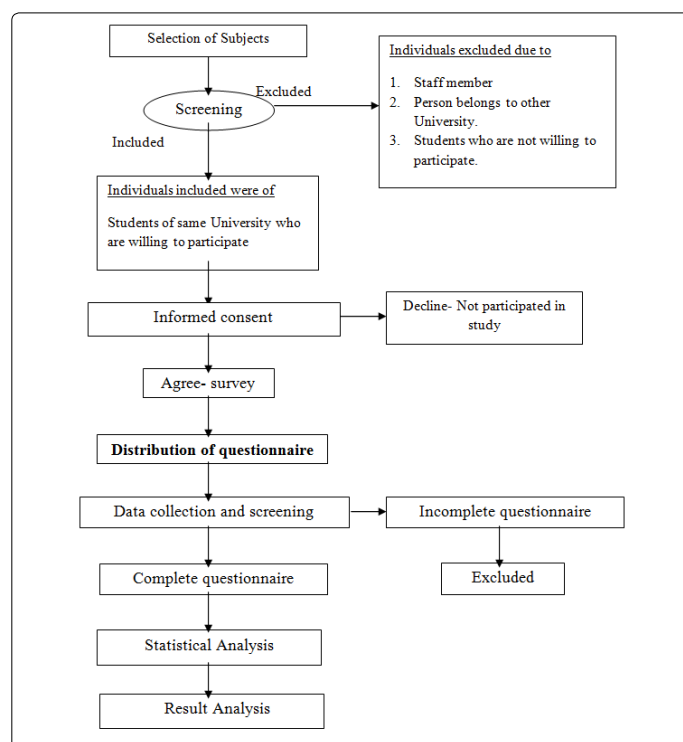 Selection of Subjects
Individuals excluded due to
1. Staff member
2. Person belongs to other
University.
3. Students who are not willing to
participate.
Excluded
Screening
Included
Individuals included were of
Students of same University who
are willing to participate
Informed consent
Decline- Not participated in
study
Agree- survey
Distribution of questionnaire
Data collection and screening
Incomplete questionnaire
Complete questionnaire
Excluded
Statistical Analysis
Result Analysis